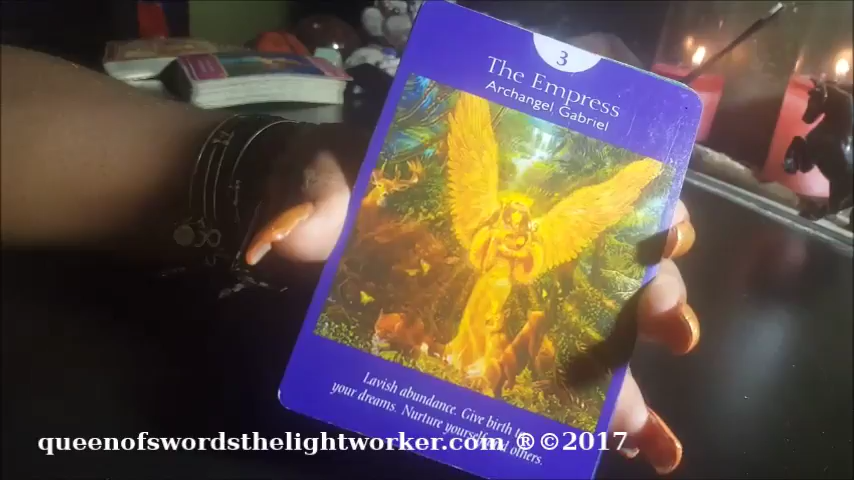 3
The Empress
Archangel Gabriel
Lavish abundance. Give birth to
your dreams. Nurture yourself and others.
queenofswordsthelightworker.com ®©2017